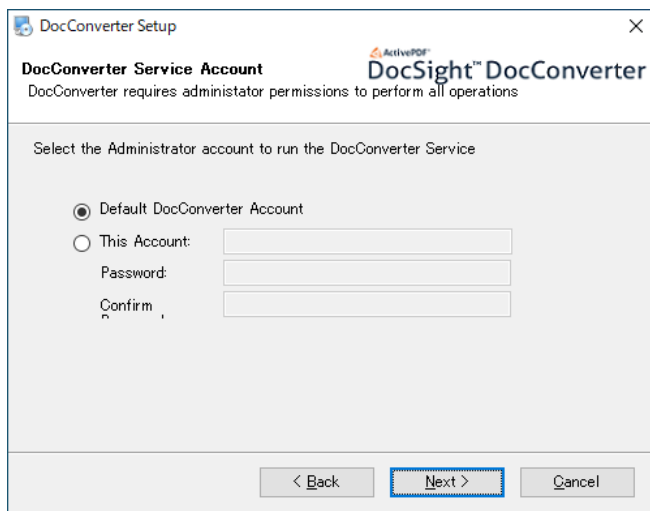 DocConverter Setup
ActivePDF
DocSight™ DocConverter
DocConverter Service Account
DocConverter requires administator permissions to perform all operations
Select the Administrator account to run the DocConverter Service
Default DocConverter Account
This Account:
Password:
Confirm
< Back
Next >
Cancel